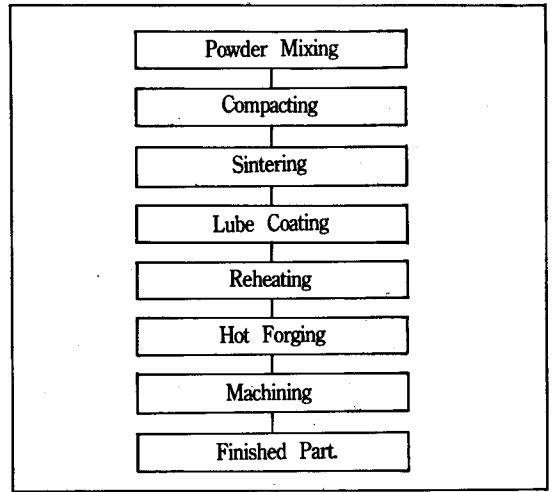 Powder Mixing
Compacting
Sintering
Lube Coating
Reheating
Hot Forging
Machining
Finished Part.